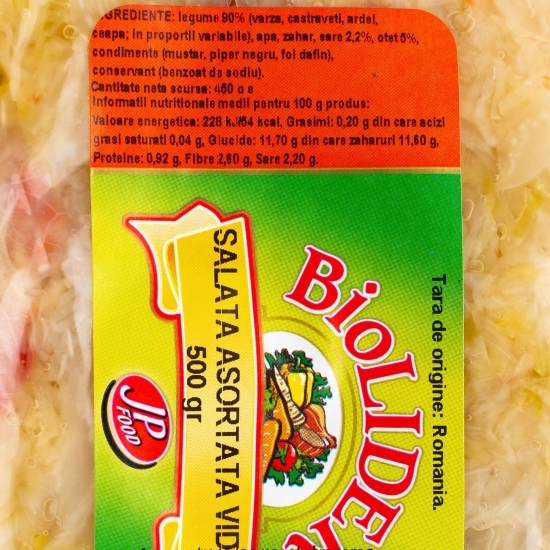 INGREDIENTE: legume 90% (varza, castraveti, ardei,
ceapa; in proportii variabile), apa, zahar, sare 2,2%, otet 5%,
condimente (mustar, piper negru, foi dafin),
conservant (benzoat de sodiu).
Cantitate neta scursa: 450 g e
Informatii nutritionale medii pentru 100 g produs:
Valoare energetica: 228 kJ/54 kcal, Grasimi: 0,20 g din care acizi
grasi saturati 0,04 g, Glucide: 11,70 g din care zaharuri 11,60 g,
Proteine: 0,92 g, Fibre 2,60 g, Sare 2,20 g.
Tara de origine: Romania.
BIOLIDER
SALATA ASORTATA VID
500 gr
JP
FOOD